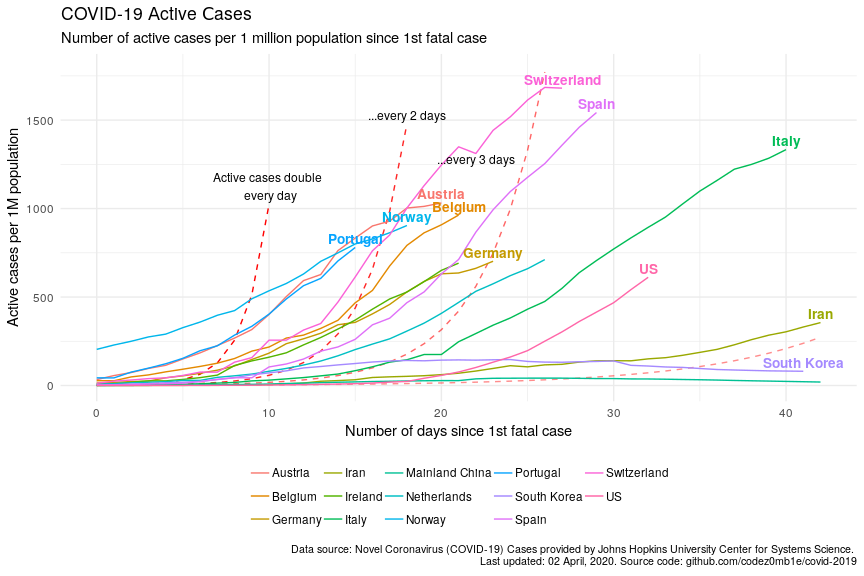 COVID-19 Active Cases
Number of active cases per 1 million population since 1st fatal case
Active cases per 1M population
1500
1000
500
0
Switzerland
Spain
...every 2 days
Italy
...every 3 days
Active cases double
every day
Austria
Belgium
Norway
Portugal
Germany
US
Iran
South Korea
0
10
20
30
40
Number of days since 1st fatal case
Austria Iran Mainland China Portugal Switzerland
Belgium Ireland Netherlands South Korea US
Germany Italy Norway Spain
Data source: Novel Coronavirus (COVID-19) Cases provided by Johns Hopkins University Center for Systems Science.
Last updated: 02 April, 2020. Source code: github.com/codez0mb1e/covid-2019